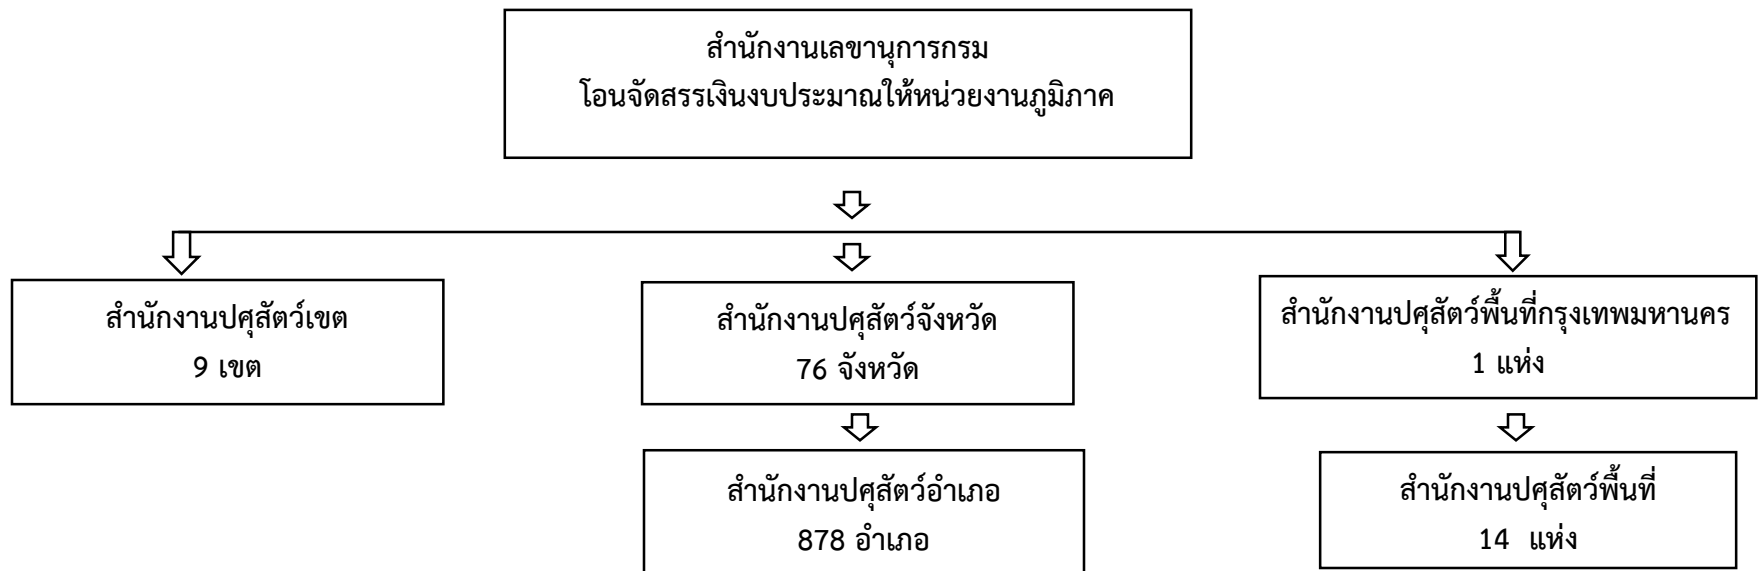 สำนักงานเลขานุการกรม
โอนจัดสรรเงินงบประมาณให้หน่วยงานภูมิภาค
สำนักงานปศุสัตว์เขต
9 เขต
สำนักงานปศุสัตว์จังหวัด
76 จังหวัด
สำนักงานปศุสัตว์พื้นที่กรุงเทพมหานคร
1 แห่ง
สำนักงานปศุสัตว์อำเภอ
878 อำเภอ
สำนักงานปศุสัตว์พื้นที่
14 แห่ง